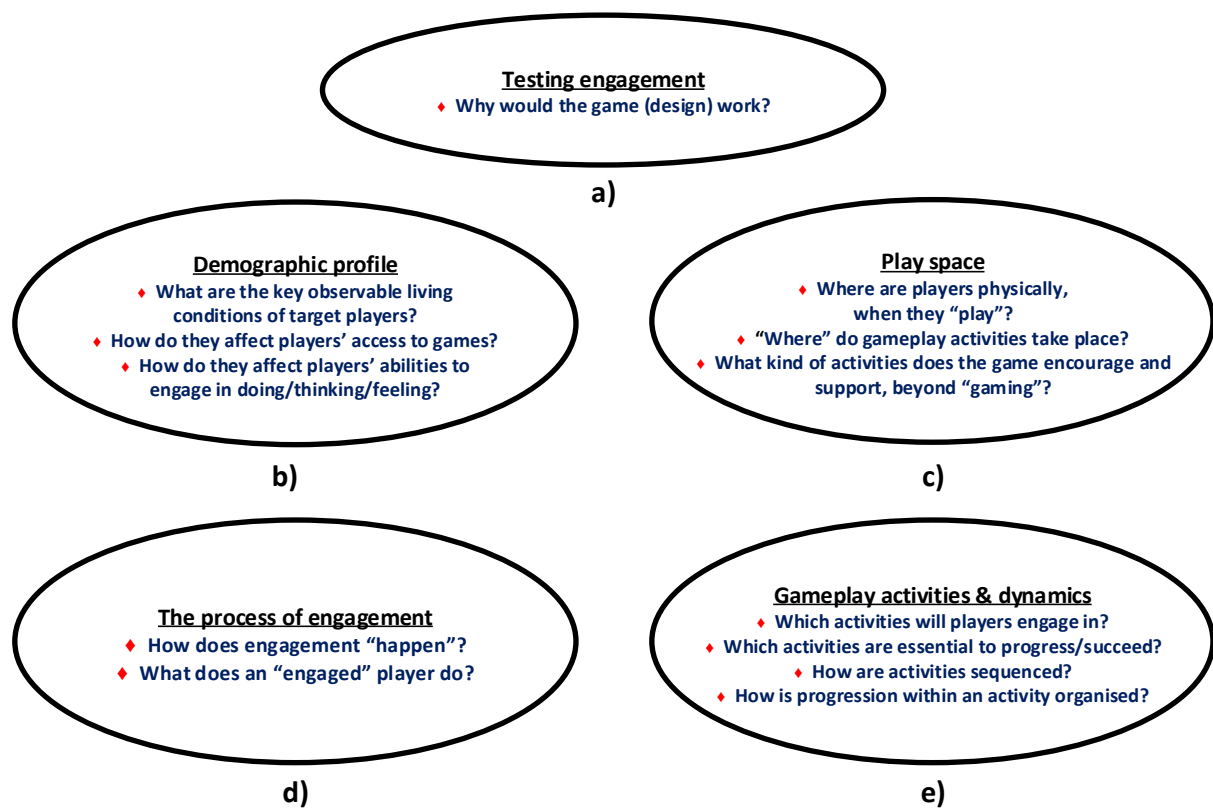 Testing engagement
♦ Why would the game (design) work?
a)
Demographic profile
♦ What are the key observable living
conditions of target players?
♦ How do they affect players’ access to games?
♦ How do they affect players’ abilities to
engage in doing/thinking/feeling?
b)
Play space
♦ Where are players physically,
when they “play”?
♦ “Where” do gameplay activities take place?
♦ What kind of activities does the game encourage and
support, beyond “gaming”?
c)
The process of engagement
♦ How does engagement “happen”?
♦ What does an “engaged” player do?
d)
Gameplay activities & dynamics
♦ Which activities will players engage in?
♦ Which activities are essential to progress/succeed?
♦ How are activities sequenced?
♦ How is progression within an activity organised?
e)